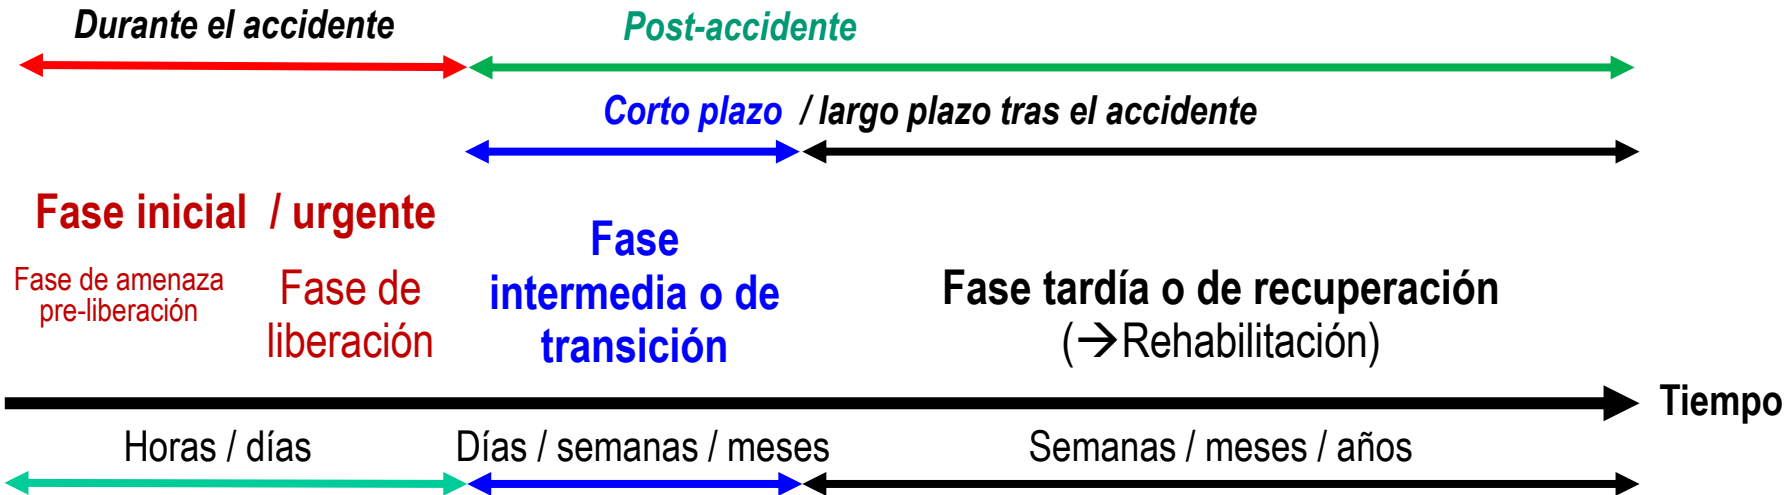 Durante el accidente
Post-accidente
Corto plazo / largo plazo tras el accidente
Fase inicial / urgente
Fase de amenaza
pre-liberación
Fase de
liberación
Fase
intermedia o de
transición
Fase tardía o de recuperación
(→Rehabilitación)
Tiempo
Horas / días
Días / semanas / meses
Semanas / meses / años